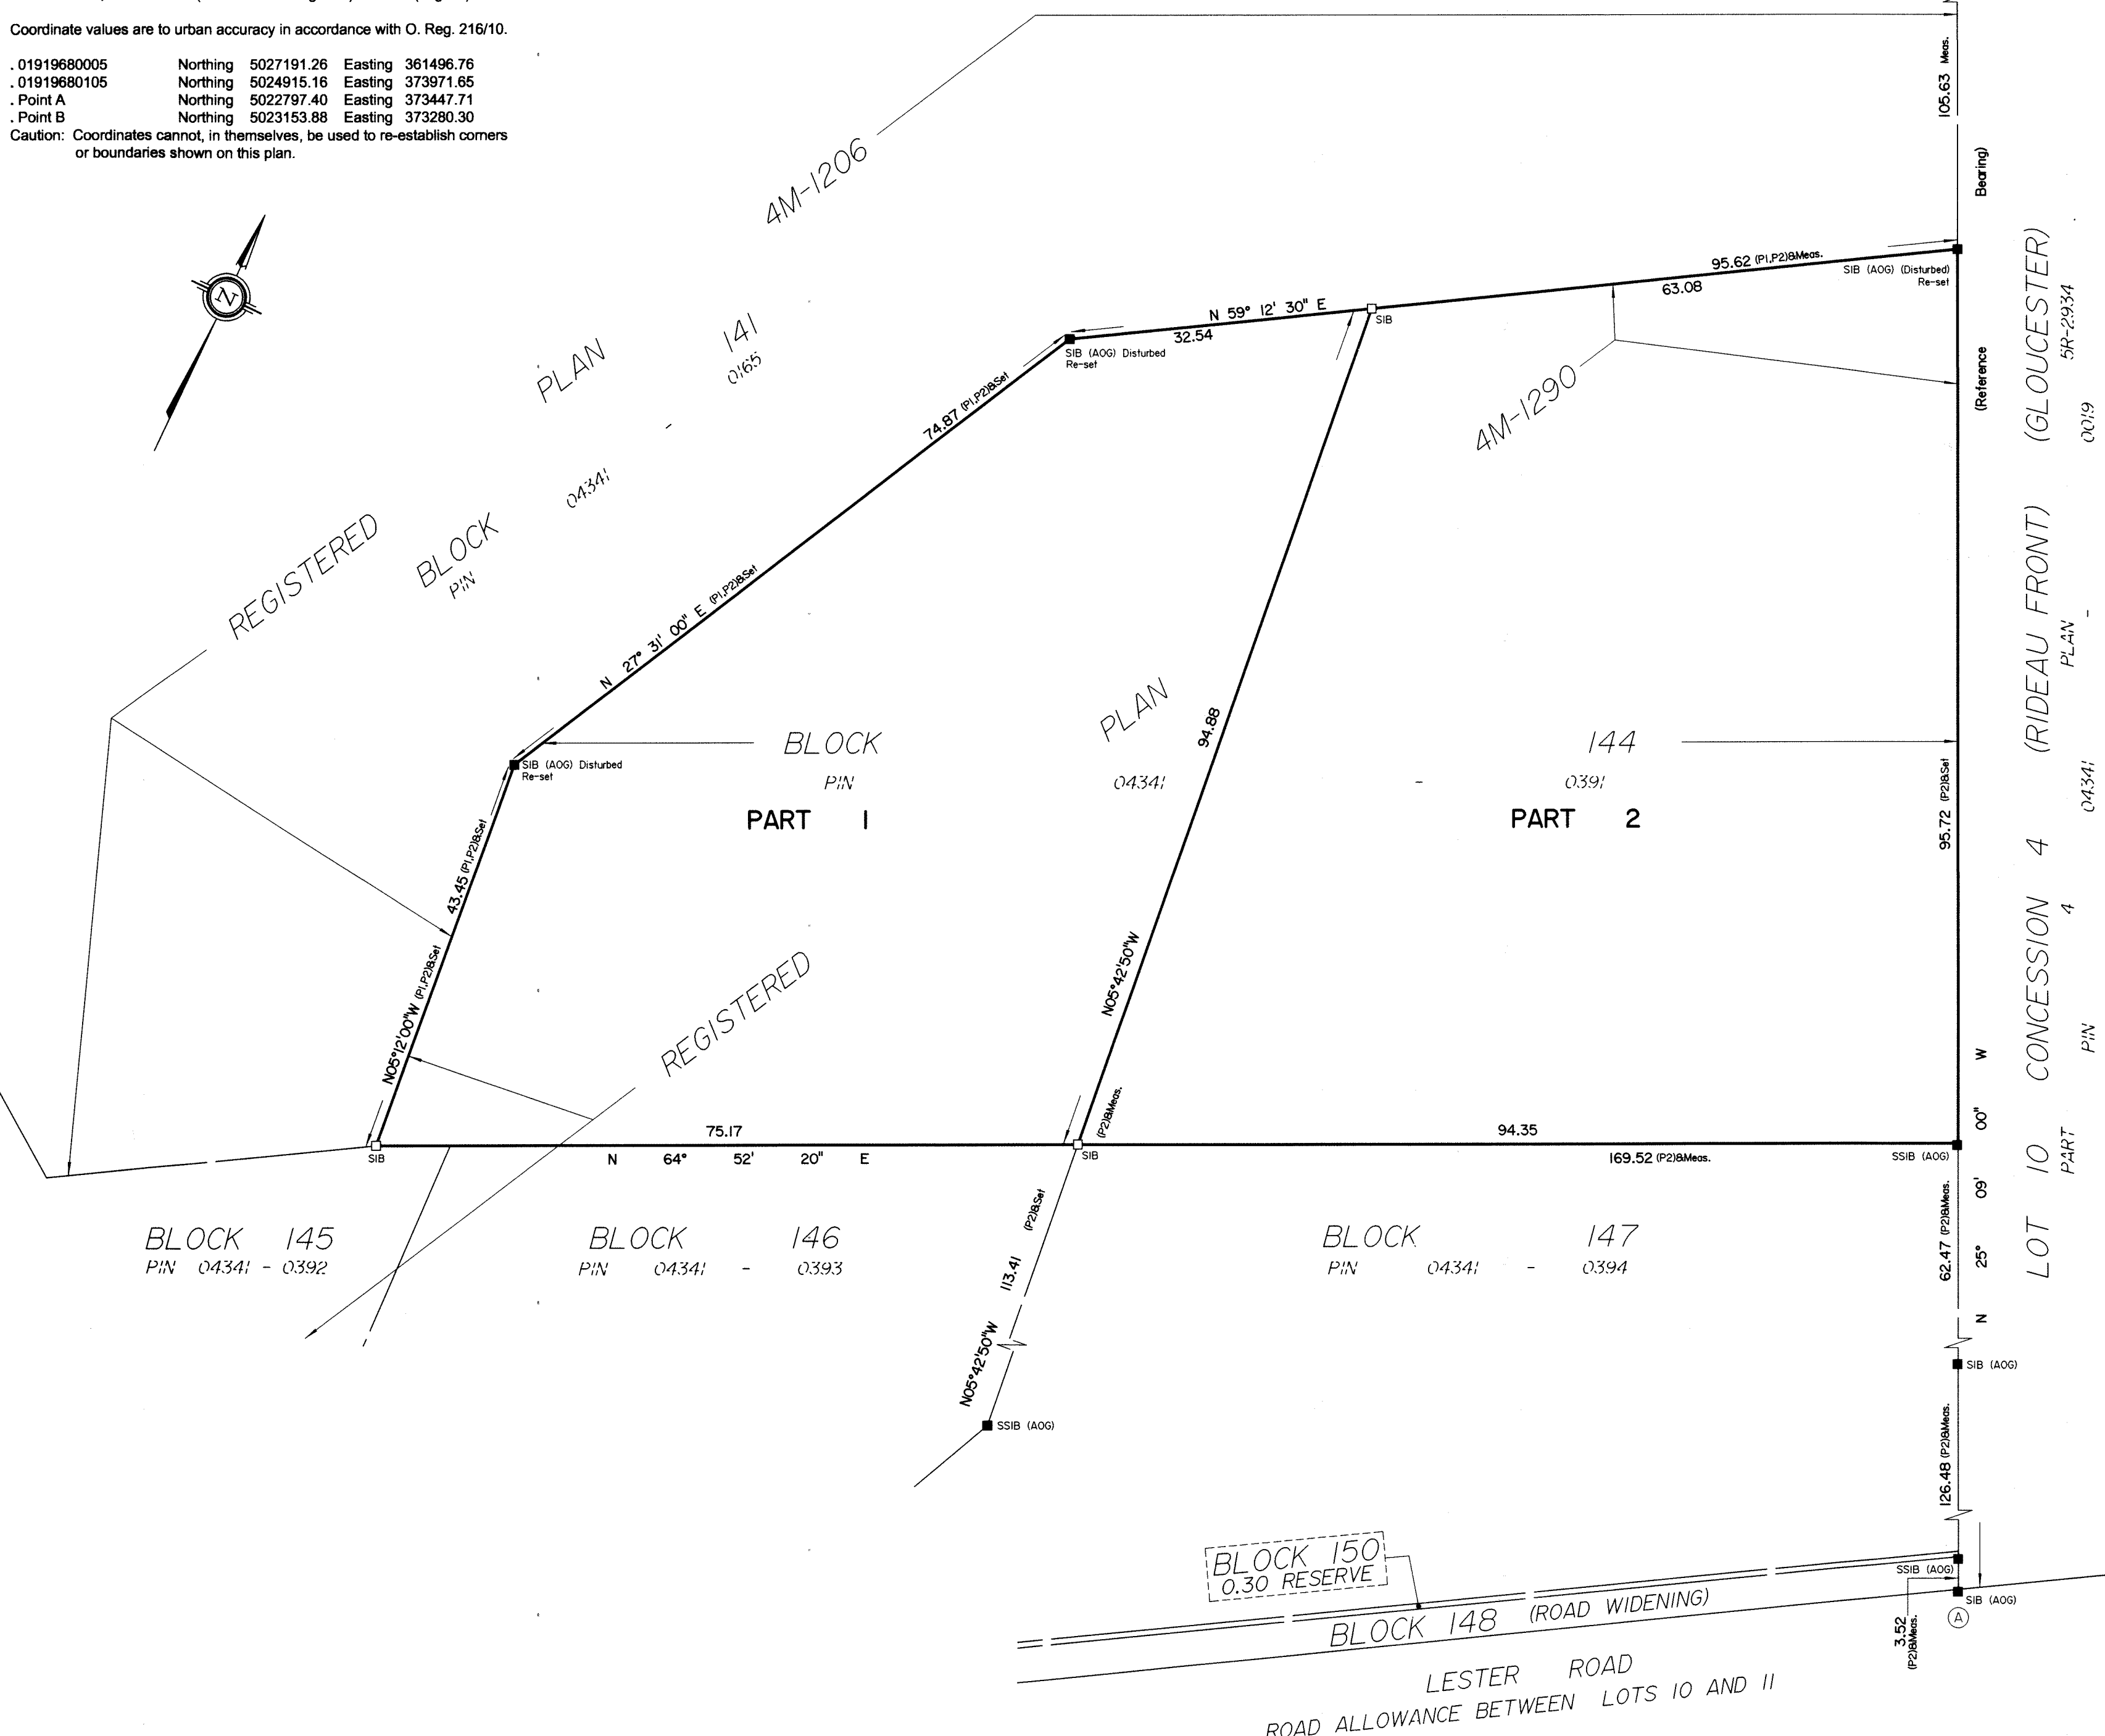 Coordinate values are to urban accuracy in accordance with O. Reg. 216/10.
. 01919680005 Northing 5027191.26 Easting 361496.76
. 01919680105 Northing 5024915.16 Easting 373971.65
. Point A Northing 5022797.40 Easting 373447.71
. Point B Northing 5023153.88 Easting 373280.30
Caution: Coordinates cannot, in themselves, be used to re-establish corners
or boundaries shown on this plan.
N
4M-1206
105.63 Meas.
(Reference Bearing)
N 25° 09' 00" W
REGISTERED PLAN 4M-1206
BLOCK 141
PIN 04341 - 0165
95.62 (P1,P2)&Meas.
63.08
SIB (AOG) (Disturbed)
Re-set
N 59° 12' 30" E
32.54
SIB
SIB (AOG) Disturbed
Re-set
74.87 (P1,P2)&Set
N 27° 31' 00" E (P1,P2)&Set
4M-1290
REGISTERED PLAN
SIB (AOG) Disturbed
Re-set
BLOCK 144
PIN 04341 - 0391
PART 1
PART 2
94.88
N05°42'50"W
(P2)&Meas.
95.72 (P2)&Set
43.45 (P1,P2)&Set
N05°12'00"W (P1,P2)&Set
LOT 10 CONCESSION 4 (RIDEAU FRONT) (GLOUCESTER)
PART 4 PLAN 5R-2934
PIN 04341 - 0019
75.17
94.35
SIB
N 64° 52' 20" E
SIB
169.52 (P2)&Meas.
SSIB (AOG)
BLOCK 145
PIN 04341 - 0392
BLOCK 146
PIN 04341 - 0393
BLOCK 147
PIN 04341 - 0394
113.41 (P2)&Set
N05°42'50"W
SSIB (AOG)
62.47 (P2)&Meas.
SIB (AOG)
126.48 (P2)&Meas.
BLOCK 150
0.30 RESERVE
SSIB (AOG)
SIB (AOG)
A
3.52
(P2)&Meas.
BLOCK 148 (ROAD WIDENING)
LESTER ROAD
ROAD ALLOWANCE BETWEEN LOTS 10 AND 11